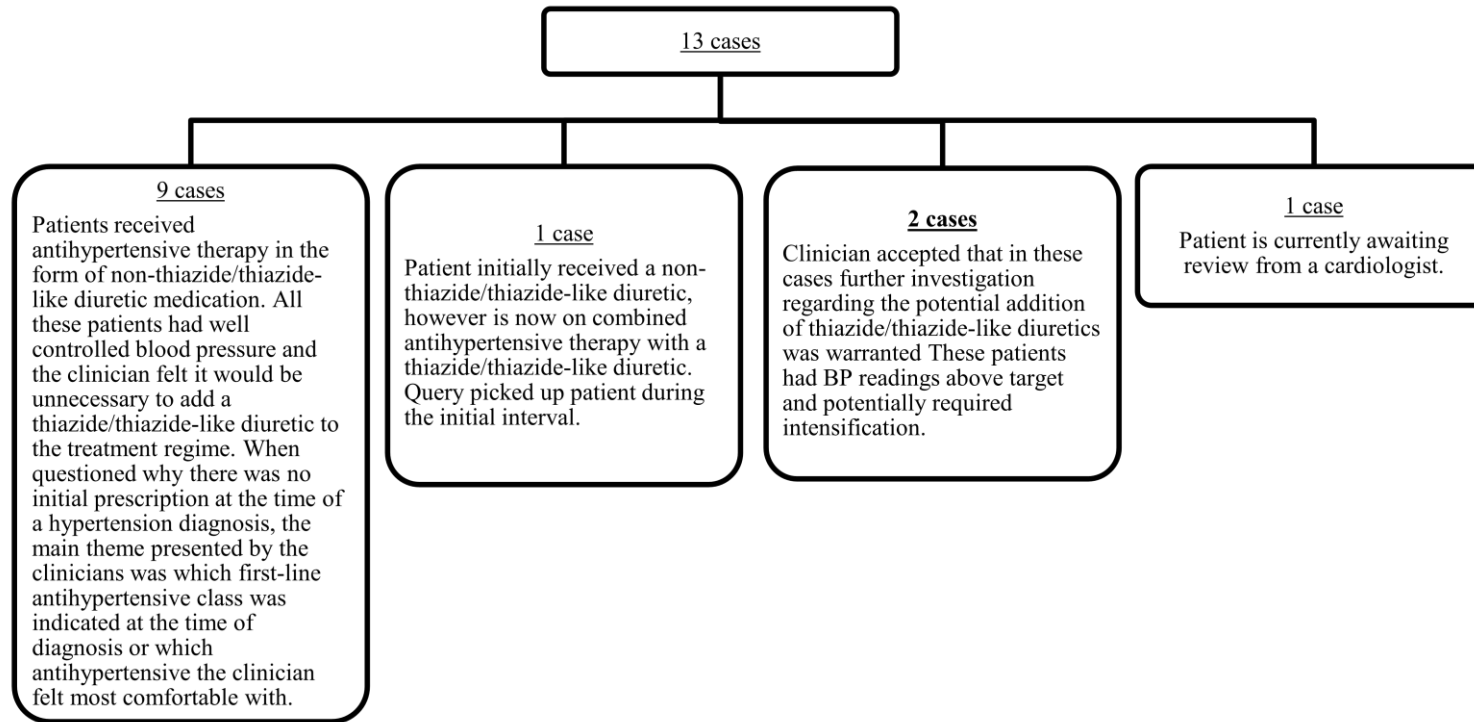 13 cases
9 cases
Patients received
antihypertensive therapy in the
form of non-thiazide/thiazide-
like diuretic medication. All
these patients had well
controlled blood pressure and
the clinician felt it would be
unnecessary to add a
thiazide/thiazide-like diuretic to
the treatment regime. When
questioned why there was no
initial prescription at the time of
a hypertension diagnosis, the
main theme presented by the
clinicians was which first-line
antihypertensive class was
indicated at the time of
diagnosis or which
antihypertensive the clinician
felt most comfortable with.
1 case
Patient initially received a non-
thiazide/thiazide-like diuretic,
however is now on combined
antihypertensive therapy with a
thiazide/thiazide-like diuretic.
Query picked up patient during
the initial interval.
2 cases
Clinician accepted that in these
cases further investigation
regarding the potential addition
of thiazide/thiazide-like diuretics
was warranted These patients
had BP readings above target
and potentially required
intensification.
1 case
Patient is currently awaiting
review from a cardiologist.